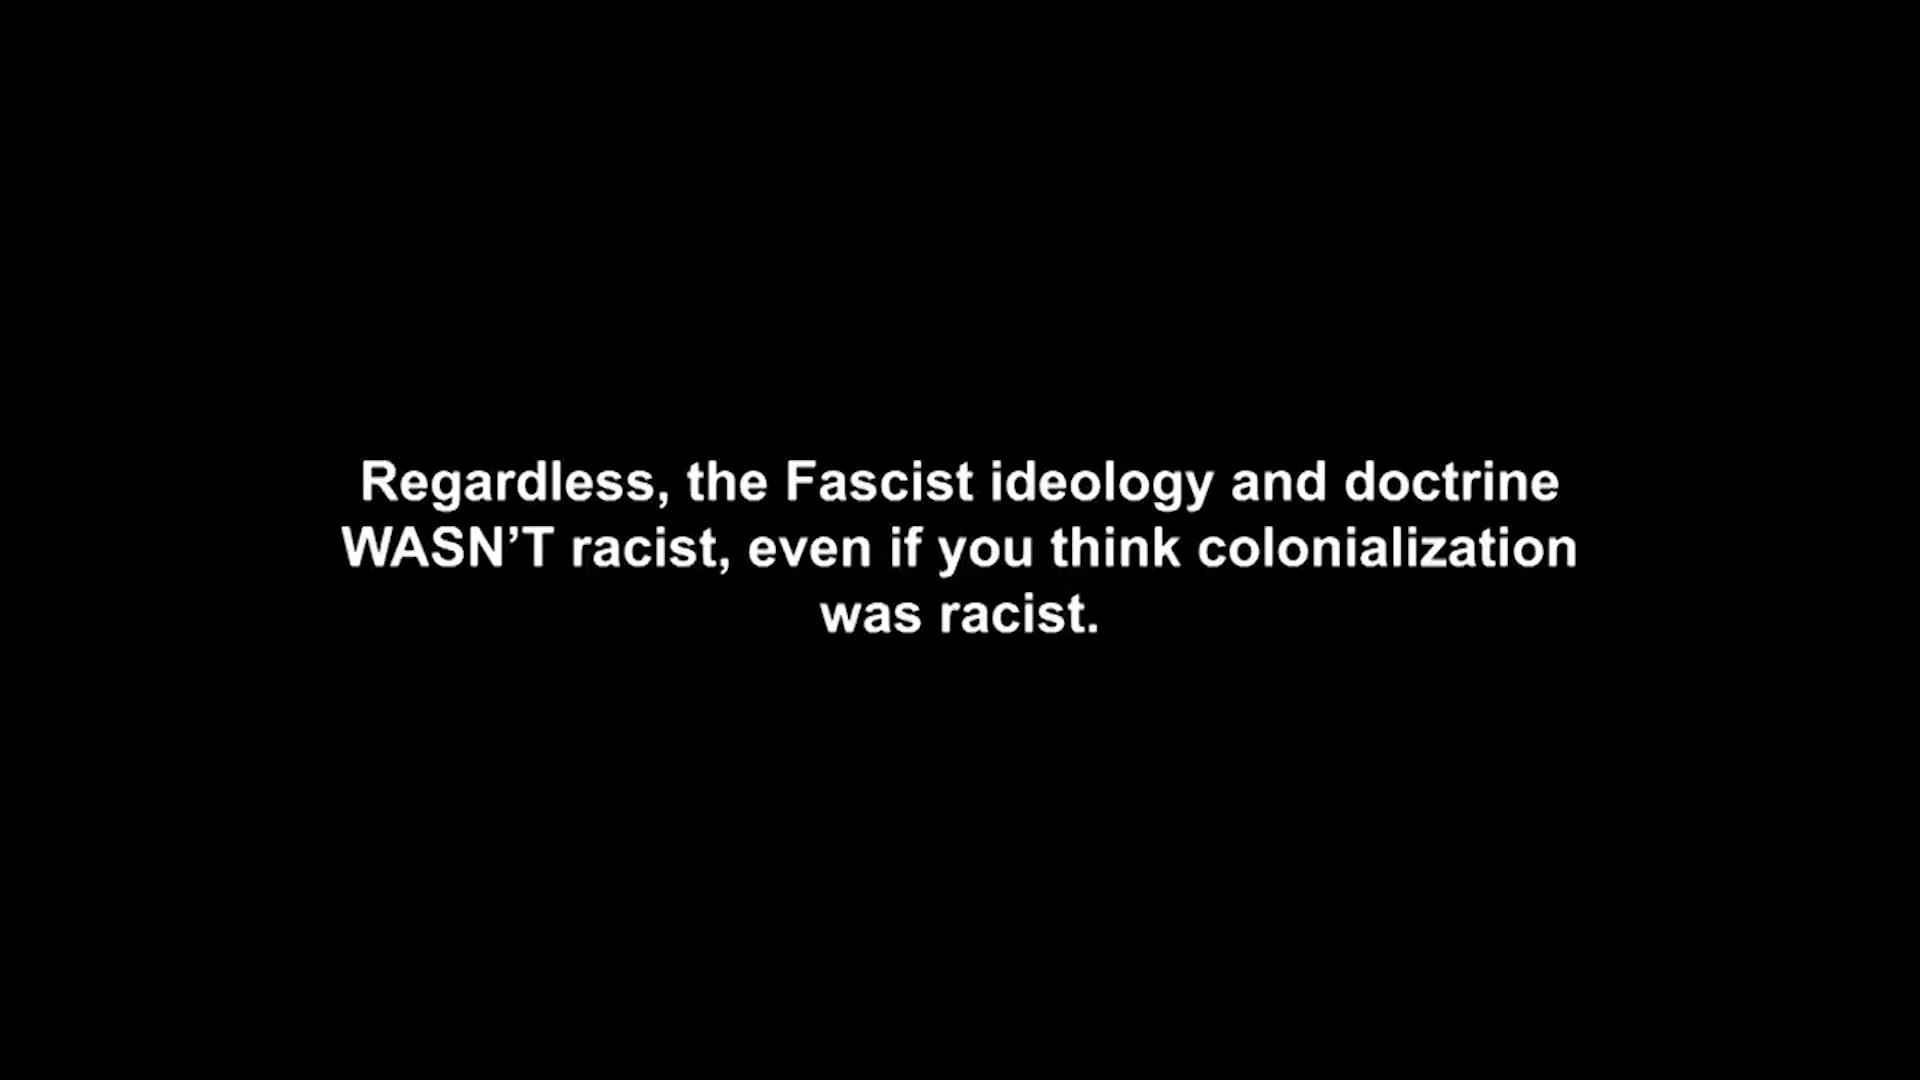 Regardless, the Fascist ideology and doctrine
WASN’T racist, even if you think colonialization
was racist.